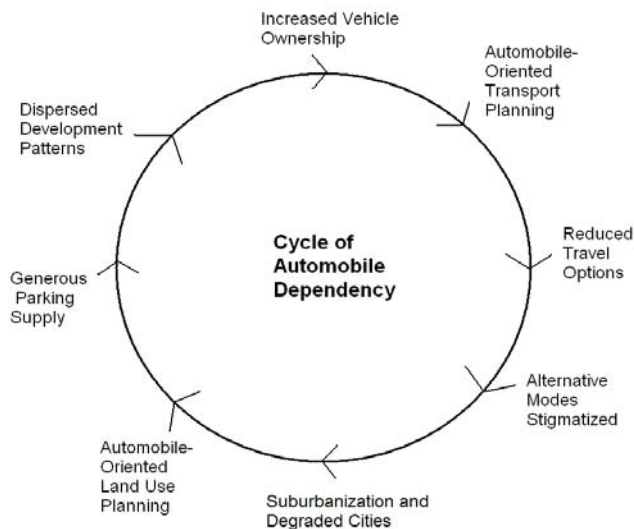 Increased Vehicle
Ownership
Automobile-
Oriented
Transport
Planning
Reduced
Travel
Options
Alternative
Modes
Stigmatized
Suburbanization and
Degraded Cities
Automobile-
Oriented
Land Use
Planning
Generous
Parking
Supply
Dispersed
Development
Patterns
Cycle of
Automobile
Dependency